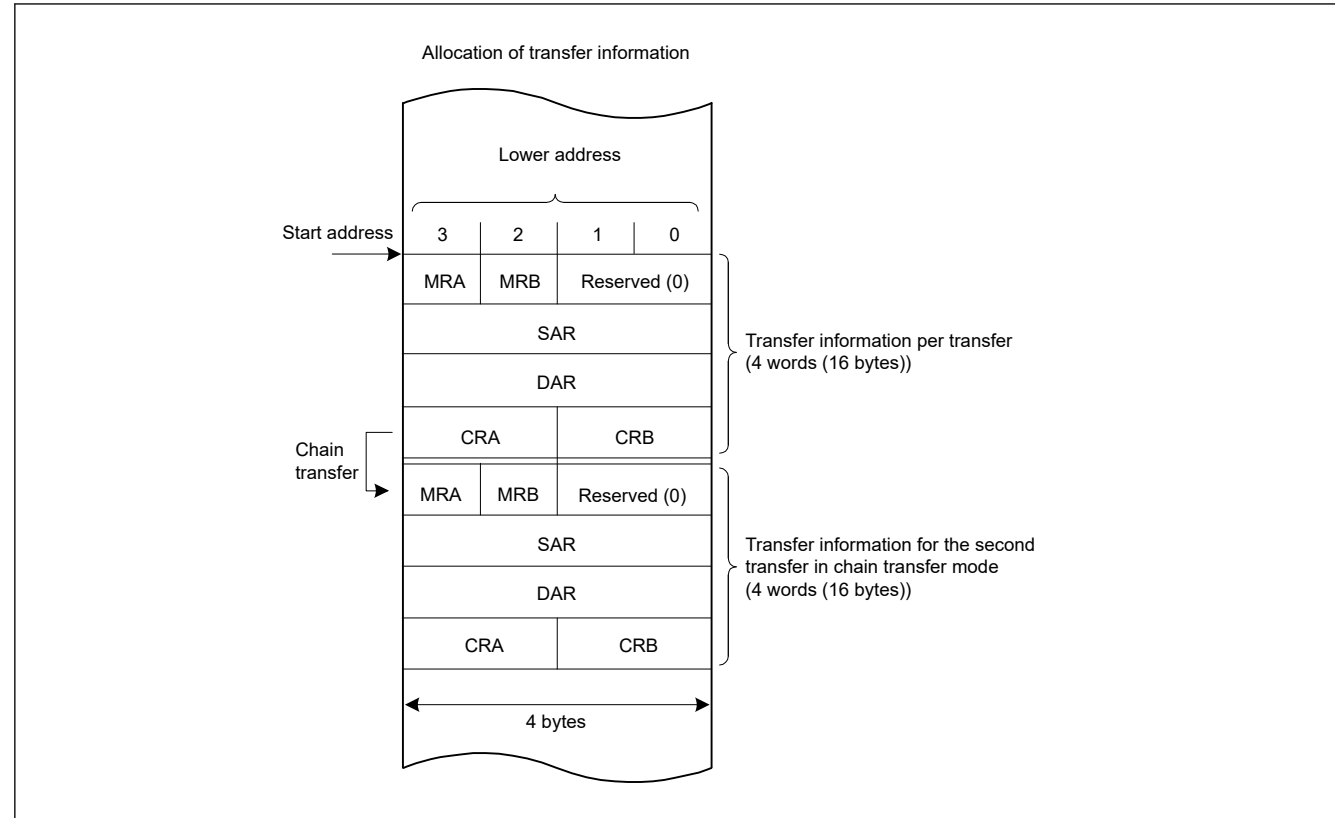 Allocation of transfer information
Lower address
Start address
3 2 1 0
MRA MRB Reserved (0)
SAR
DAR
CRA CRB
Transfer information per transfer
(4 words (16 bytes))
Chain
transfer
MRA MRB Reserved (0)
SAR
DAR
CRA CRB
Transfer information for the second
transfer in chain transfer mode
(4 words (16 bytes))
4 bytes